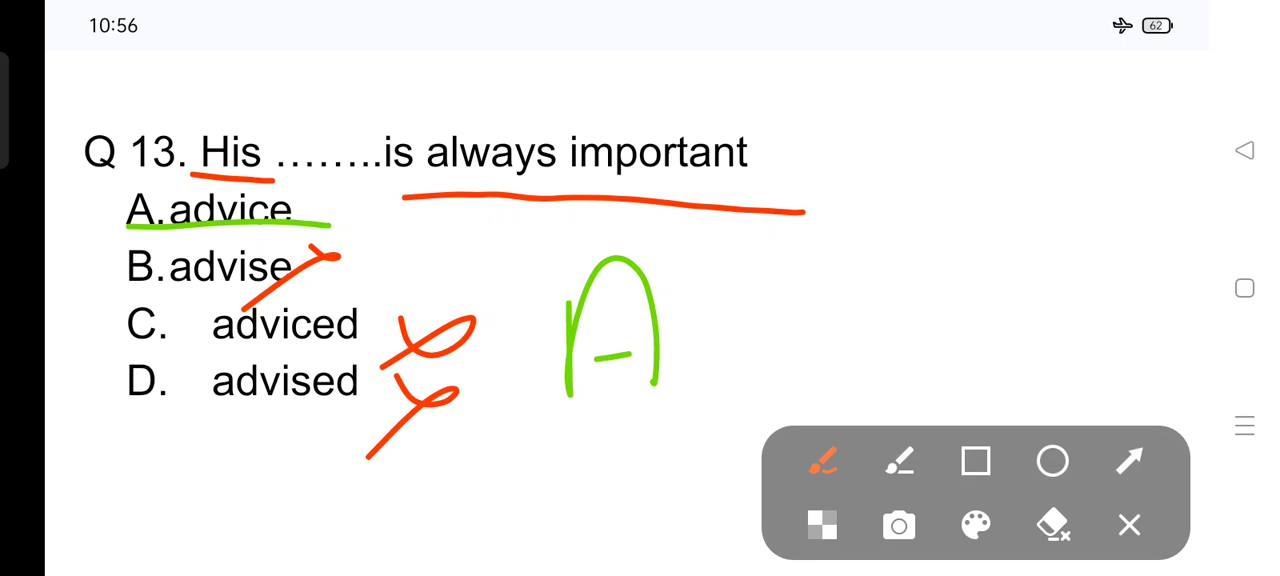 10:56
62
Q 13. His ……..is always important
A.advice
B.advise
C. adviced
D. advised
A